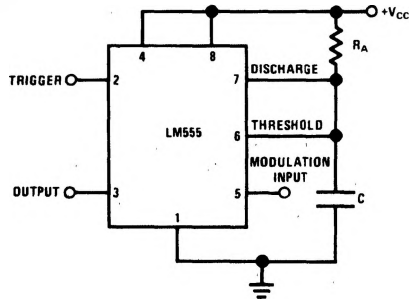 +VCC
RA
4 8
DISCHARGE
7
TRIGGER 2
LM555
THRESHOLD
6
MODULATION
INPUT
OUTPUT 3
5
C
1